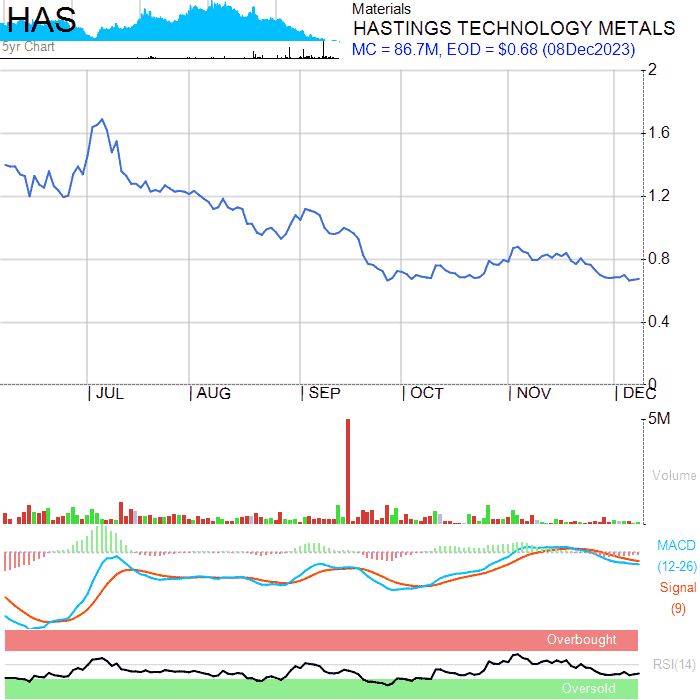 HAS
5yr Chart
Materials
HASTINGS TECHNOLOGY METALS
MC = 86.7M, EOD = $0.68 (08Dec2023)
2
1.6
1.2
0.8
0.4
0
JUL AUG SEP OCT NOV DEC
5M
Volume
MACD
(12-26)
Signal
(9)
Overbought
RSI(14)
Oversold